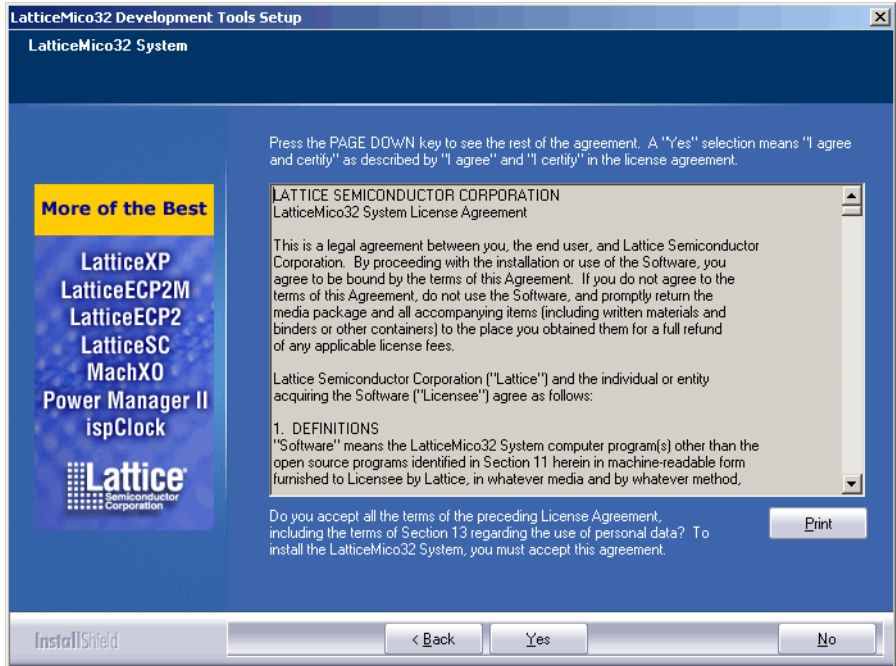 LatticeMico32 Development Tools Setup
LatticeMico32 System
Press the PAGE DOWN key to see the rest of the agreement. A "Yes" selection means "I agree
and certify" as described by "I agree" and "I certify" in the license agreement.
More of the Best
LatticeXP
LatticeECP2M
LatticeECP2
LatticeSC
MachXO
Power Manager II
ispClock
Lattice
Semiconductor
Corporation
LATTICE SEMICONDUCTOR CORPORATION
LatticeMico32 System License Agreement
This is a legal agreement between you, the end user, and Lattice Semiconductor
Corporation. By proceeding with the installation or use of the Software, you
agree to be bound by the terms of this Agreement. If you do not agree to the
terms of this Agreement, do not use the Software, and promptly return the
media package and all accompanying items (including written materials and
binders or other containers) to the place you obtained them for a full refund
of any applicable license fees.
Lattice Semiconductor Corporation ("Lattice") and the individual or entity
acquiring the Software ("Licensee") agree as follows:
1. DEFINITIONS
"Software" means the LatticeMico32 System computer program(s) other than the
open source programs identified in Section 11 herein in machine-readable form
furnished to Licensee by Lattice, in whatever media and by whatever method,
Do you accept all the terms of the preceding License Agreement,
including the terms of Section 13 regarding the use of personal data? To
install the LatticeMico32 System, you must accept this agreement.
Print
InstallShield
< Back
Yes
No